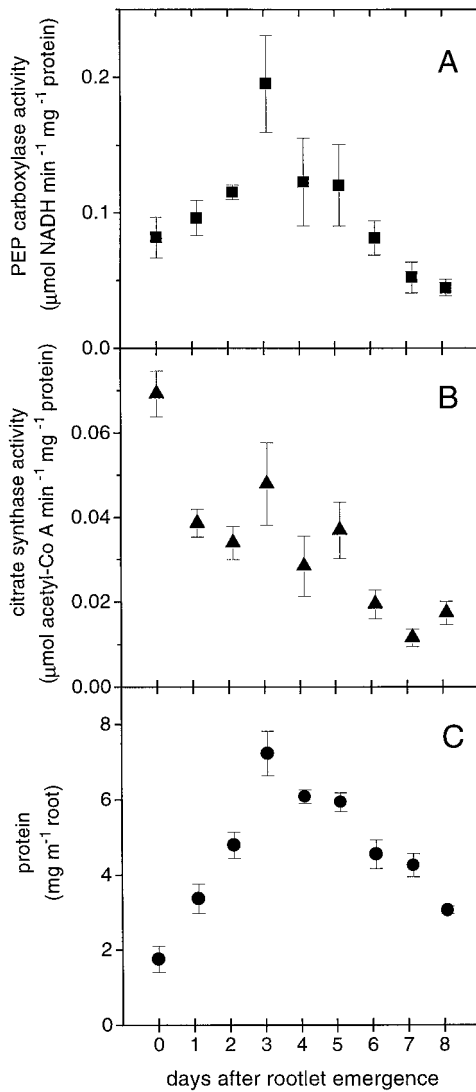 A
PEP carboxylase activity
(μmol NADH min⁻¹ mg⁻¹ protein)
0.2
0.1
0.0
B
citrate synthase activity
(μmol acetyl-Co A min⁻¹ mg⁻¹ protein)
0.06
0.04
0.02
0.00
C
protein
(mg m⁻¹ root)
8
6
4
2
0
0 1 2 3 4 5 6 7 8
days after rootlet emergence